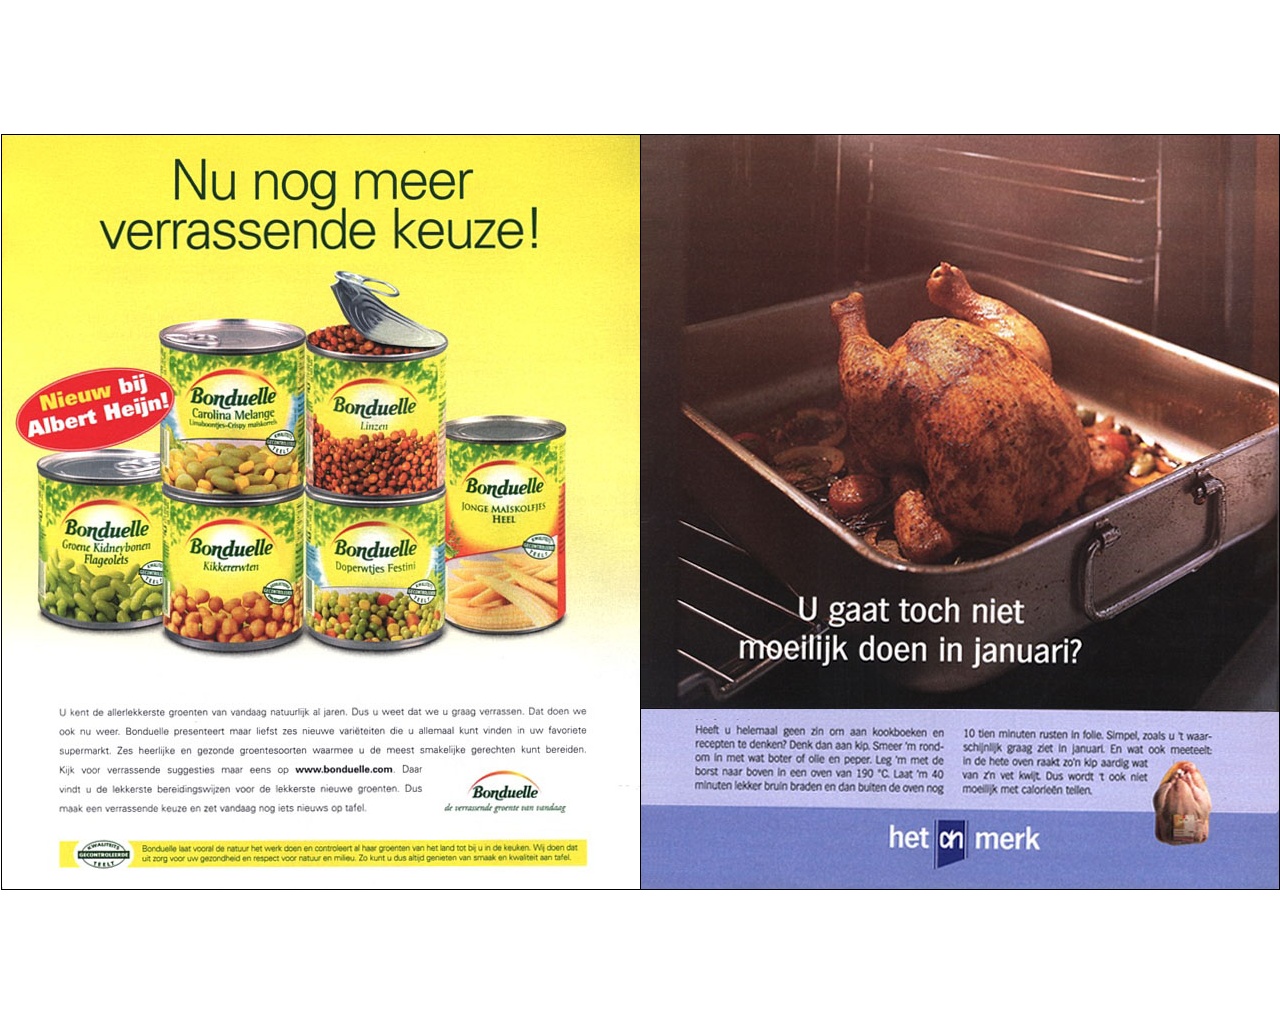 Nu nog meer
verrassende keuze!
Nieuw bij
Albert Heijn!
Bonduelle
Carolina Melange
Limaboontjes-Crispy maïskorrels
KWALITEITS
GECONTROLEERDE
TEELT
Bonduelle
Linzen
Bonduelle
JONGE MAÏSKOLFJES
HEEL
Bonduelle
Groene Kidneybonen
Flageolets
Bonduelle
Kikkererwten
Bonduelle
Doperwtjes Festini
U kent de allerlekkerste groenten van vandaag natuurlijk al jaren. Dus u weet dat we u graag verrassen. Dat doen we
ook nu weer. Bonduelle presenteert maar liefst zes nieuwe variëteiten die u allemaal kunt vinden in uw favoriete
supermarkt. Zes heerlijke en gezonde groentesoorten waarmee u de meest smakelijke gerechten kunt bereiden.
Kijk voor verrassende suggesties maar eens op www.bonduelle.com. Daar
vindt u de lekkerste bereidingswijzen voor de lekkerste nieuwe groenten. Dus
maak een verrassende keuze en zet vandaag nog iets nieuws op tafel.
Bonduelle
de verrassende groente van vandaag
KWALITEITS
GECONTROLEERDE
TEELT
Bonduelle laat vooral de natuur het werk doen en controleert al haar groenten van het land tot bij u in de keuken. Wij doen dat
uit zorg voor uw gezondheid en respect voor natuur en milieu. Zo kunt u dus altijd genieten van smaak en kwaliteit aan tafel.
U gaat toch niet
moeilijk doen in januari?
Heeft u helemaal geen zin om aan kookboeken en
recepten te denken? Denk dan aan kip. Smeer 'm rond-
om in met wat boter of olie en peper. Leg 'm met de
borst naar boven in een oven van 190 °C. Laat 'm 40
minuten lekker bruin braden en dan buiten de oven nog
10 tien minuten rusten in folie. Simpel, zoals u 't waar-
schijnlijk graag ziet in januari. En wat ook meetelt:
in de hete oven raakt zo'n kip aardig wat
van z'n vet kwijt. Dus wordt 't ook niet
moeilijk met calorieën tellen.
het ah merk